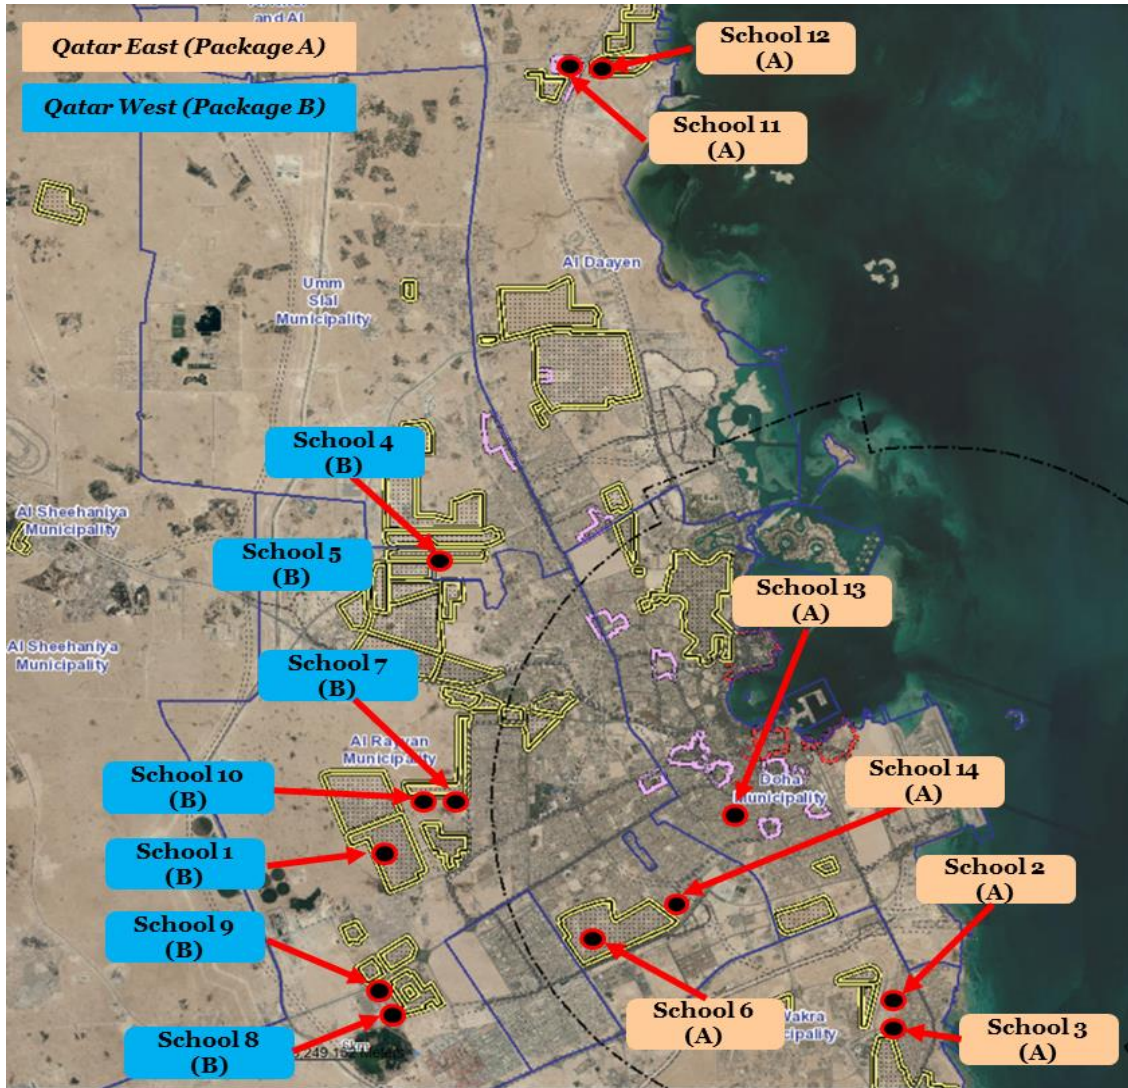 and Al
Qatar East (Package A)
Qatar West (Package B)
School 12
(A)
School 11
(A)
Al Daayen
Umm
Slal
Municipality
School 4
(B)
Al Sheehaniya
Municipality
School 5
(B)
School 13
(A)
Al Sheehaniya
Municipality
School 7
(B)
Al Rayyan
Municipality
School 10
(B)
Doha
Municipality
School 14
(A)
School 1
(B)
School 2
(A)
School 9
(B)
School 6
(A)
School 8
(B)
School 3
(A)